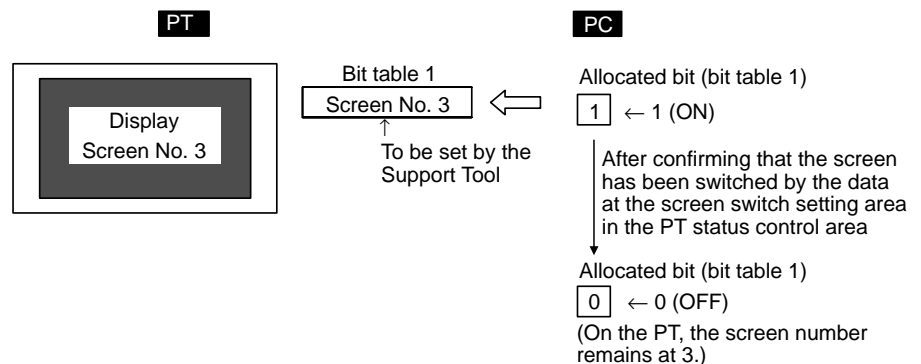 PT
PC
Display
Screen No. 3
Bit table 1
Screen No. 3
↑
To be set by the
Support Tool
Allocated bit (bit table 1)
1 ← 1 (ON)
After confirming that the screen
has been switched by the data
at the screen switch setting area
in the PT status control area
Allocated bit (bit table 1)
0 ← 0 (OFF)
(On the PT, the screen number
remains at 3.)